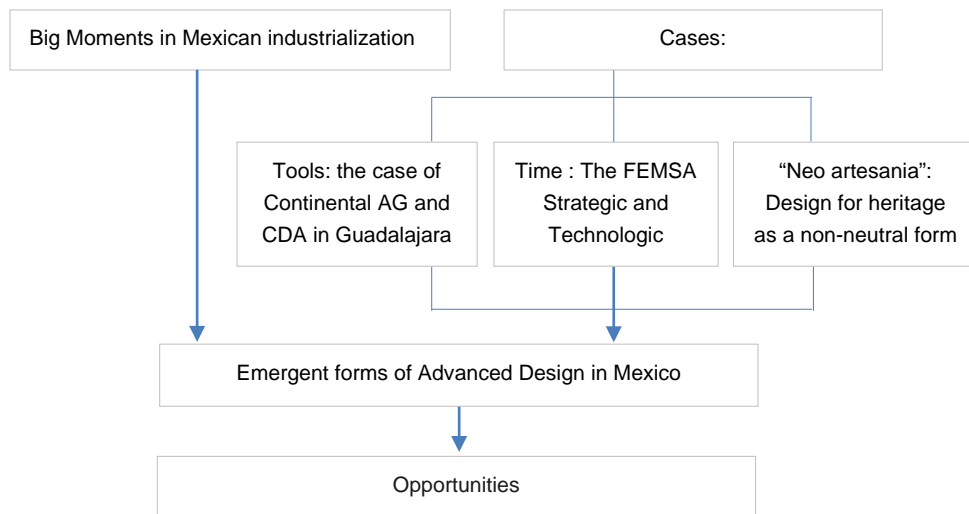 Big Moments in Mexican industrialization
Cases:
Tools: the case of
Continental AG and
CDA in Guadalajara
Time : The FEMSA
Strategic and
Technologic
“Neo artesania”:
Design for heritage
as a non-neutral form
Emergent forms of Advanced Design in Mexico
Opportunities